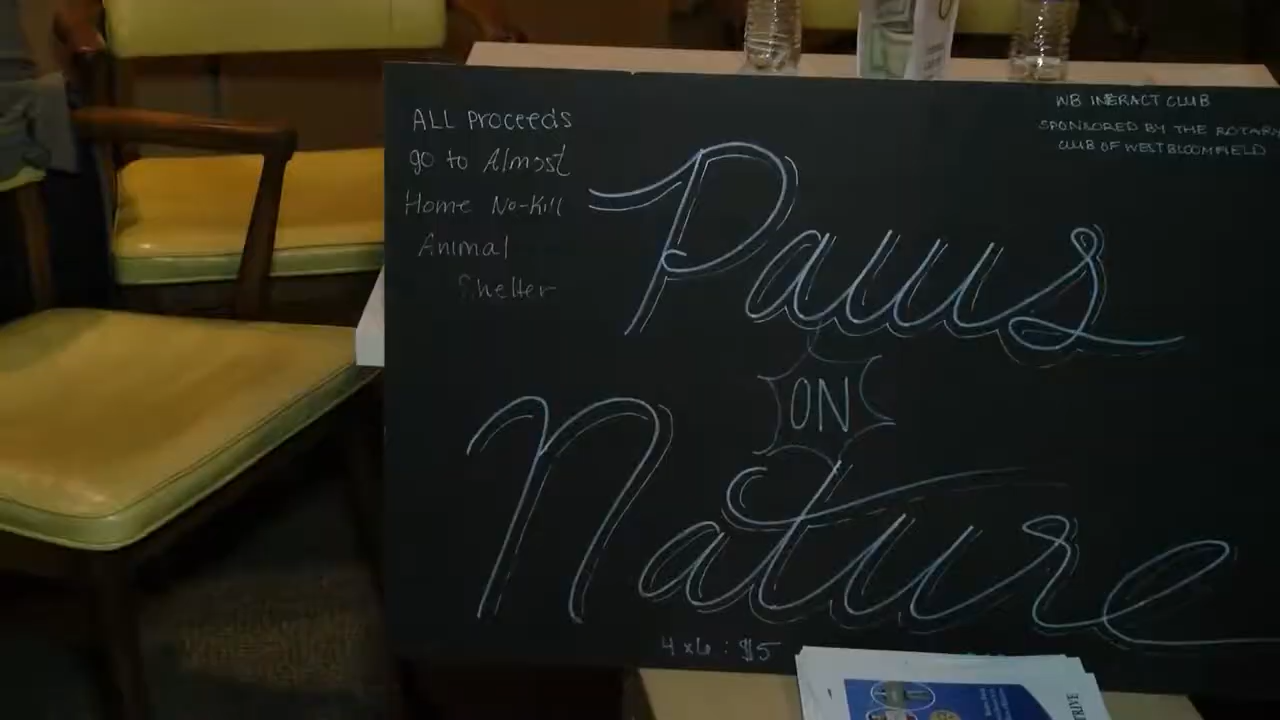 ALL Proceeds
go to Almost
Home No-Kill
Animal
Shelter
WB INERACT CLUB
SPONSORED BY THE ROTARY
CLUB OF WEST BLOOMFIELD
Paws
ON
Nature
4x6: $5